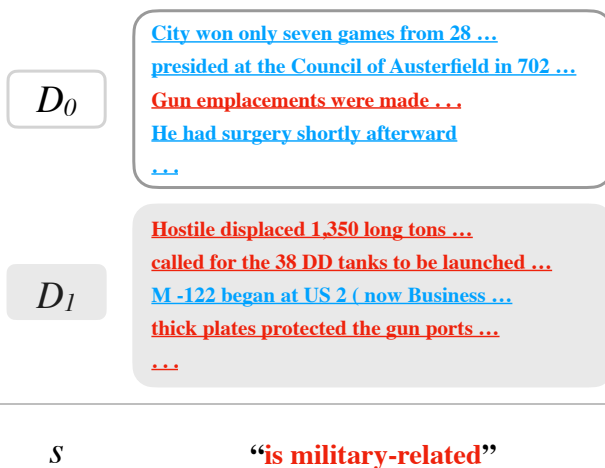 D0
City won only seven games from 28 …
presided at the Council of Austerfield in 702 …
Gun emplacements were made . . .
He had surgery shortly afterward
. . .
D1
Hostile displaced 1,350 long tons …
called for the 38 DD tanks to be launched …
M -122 began at US 2 ( now Business …
thick plates protected the gun ports …
. . .
s “is military-related”